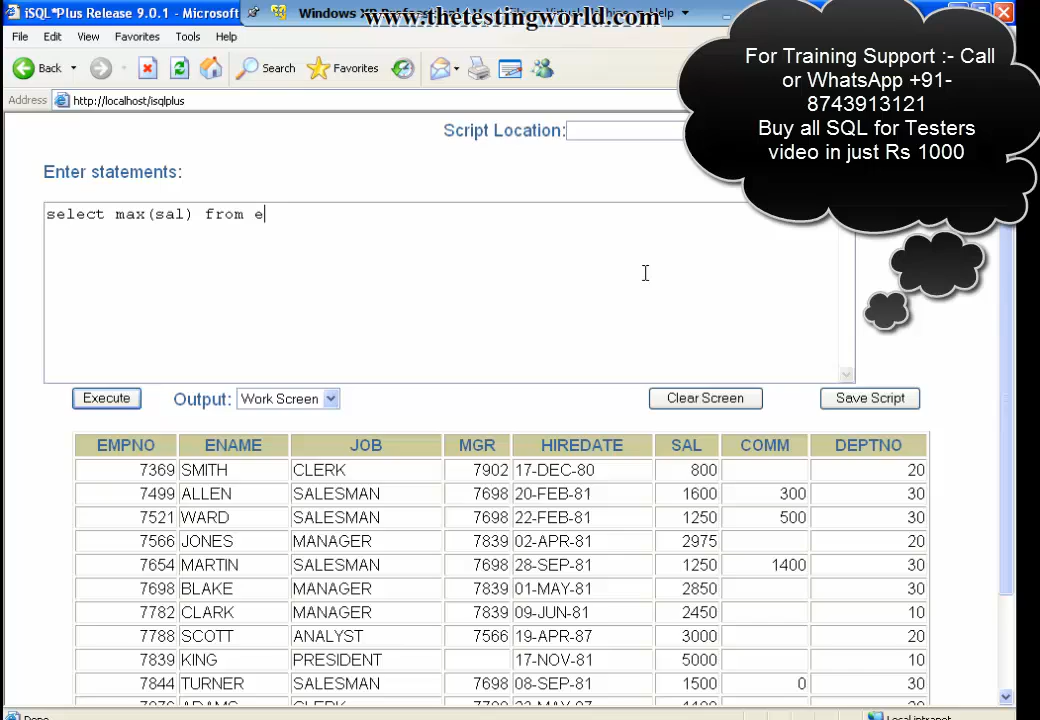 iSQL*Plus Release 9.0.1 - Microsoft
Windows XP
www.thetestingworld.com
Help
File Edit View Favorites Tools Help
Back Search Favorites
Address http://localhost/isqlplus
For Training Support :- Call
or WhatsApp +91-
8743913121
Buy all SQL for Testers
video in just Rs 1000
Script Location:
Enter statements:
select max(sal) from e
Execute Output: Work Screen Clear Screen Save Script
EMPNO ENAME JOB MGR HIREDATE SAL COMM DEPTNO
7369 SMITH CLERK 7902 17-DEC-80 800 20
7499 ALLEN SALESMAN 7698 20-FEB-81 1600 300 30
7521 WARD SALESMAN 7698 22-FEB-81 1250 500 30
7566 JONES MANAGER 7839 02-APR-81 2975 20
7654 MARTIN SALESMAN 7698 28-SEP-81 1250 1400 30
7698 BLAKE MANAGER 7839 01-MAY-81 2850 30
7782 CLARK MANAGER 7839 09-JUN-81 2450 10
7788 SCOTT ANALYST 7566 19-APR-87 3000 20
7839 KING PRESIDENT 17-NOV-81 5000 10
7844 TURNER SALESMAN 7698 08-SEP-81 1500 0 30